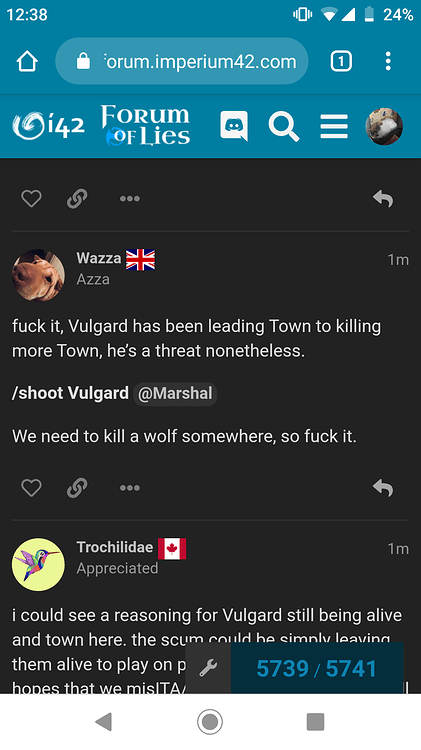 12:38
24%
forum.imperium42.com
1
i42
FORUM
OF LIES
Wazza
1m
Azza
fuck it, Vulgard has been leading Town to killing
more Town, he's a threat nonetheless.
/shoot Vulgard @Marshal
We need to kill a wolf somewhere, so fuck it.
Trochilidae
1m
Appreciated
i could see a reasoning for Vulgard still being alive
and town here. the scum could be simply leaving
them alive to play on p
hopes that we misITA/
5739 / 5741